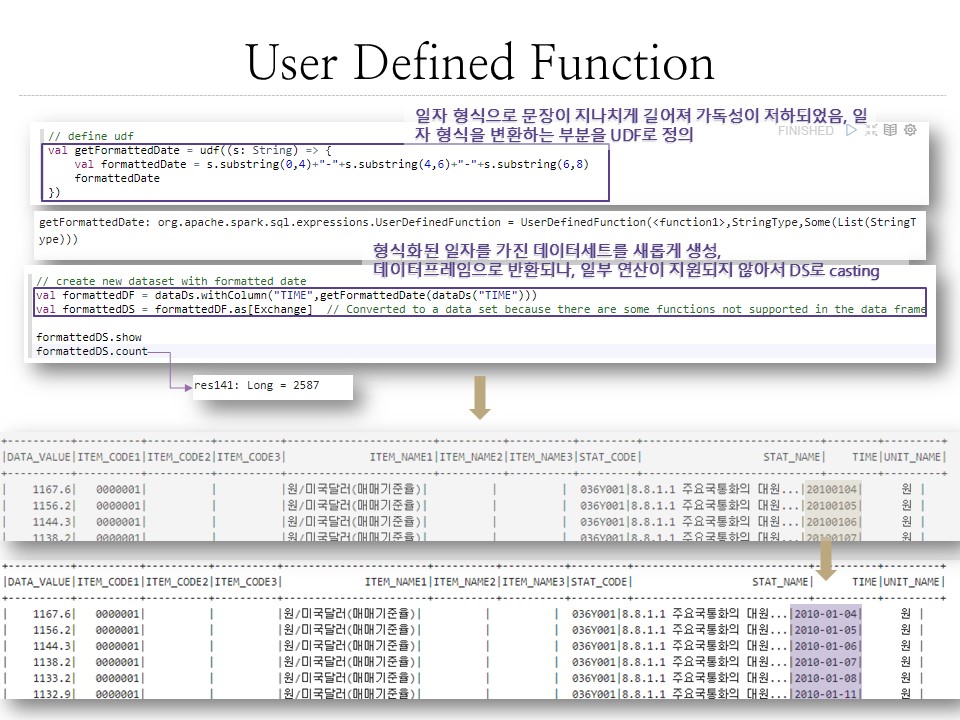 User Defined Function
일자 형식으로 문장이 지나치게 길어져 가독성이 저하되었음, 일
자 형식을 변환하는 부분을 UDF로 정의
FINISHED
// define udf
val getFormattedDate = udf((s: String) => {
val formattedDate = s.substring(0,4)+"-"+s.substring(4,6)+"-"+s.substring(6,8)
formattedDate
})
getFormattedDate: org.apache.spark.sql.expressions.UserDefinedFunction = UserDefinedFunction(<function1>,StringType,Some(List(StringT
ype)))
형식화된 일자를 가진 데이터세트를 새롭게 생성,
데이터프레임으로 반환되나, 일부 연산이 지원되지 않아서 DS로 casting
// create new dataset with formatted date
val formattedDF = dataDs.withColumn("TIME",getFormattedDate(dataDs("TIME")))
val formattedDS = formattedDF.as[Exchange] // Converted to a data set because there are some functions not supported in the data frame
formattedDS.show
formattedDS.count
res141: Long = 2587
|DATA_VALUE|ITEM_CODE1|ITEM_CODE2|ITEM_CODE3| ITEM_NAME1|ITEM_NAME2|ITEM_NAME3|STAT_CODE| STAT_NAME| TIME|UNIT_NAME|
| 1167.6| 0000001| | |원/미국달러(매매기준율)| | | 036Y001|8.8.1.1 주요국통화의 대원...|20100104| 원 |
| 1156.2| 0000001| | |원/미국달러(매매기준율)| | | 036Y001|8.8.1.1 주요국통화의 대원...|20100105| 원 |
| 1144.3| 0000001| | |원/미국달러(매매기준율)| | | 036Y001|8.8.1.1 주요국통화의 대원...|20100106| 원 |
| 1138.2| 0000001| | |원/미국달러(매매기준율)| | | 036Y001|8.8.1.1 주요국통화의 대원...|20100107| 원 |
|DATA_VALUE|ITEM_CODE1|ITEM_CODE2|ITEM_CODE3| ITEM_NAME1|ITEM_NAME2|ITEM_NAME3|STAT_CODE| STAT_NAME| TIME|UNIT_NAME|
| 1167.6| 0000001| | |원/미국달러(매매기준율)| | | 036Y001|8.8.1.1 주요국통화의 대원...|2010-01-04| 원 |
| 1156.2| 0000001| | |원/미국달러(매매기준율)| | | 036Y001|8.8.1.1 주요국통화의 대원...|2010-01-05| 원 |
| 1144.3| 0000001| | |원/미국달러(매매기준율)| | | 036Y001|8.8.1.1 주요국통화의 대원...|2010-01-06| 원 |
| 1138.2| 0000001| | |원/미국달러(매매기준율)| | | 036Y001|8.8.1.1 주요국통화의 대원...|2010-01-07| 원 |
| 1133.2| 0000001| | |원/미국달러(매매기준율)| | | 036Y001|8.8.1.1 주요국통화의 대원...|2010-01-08| 원 |
| 1132.9| 0000001| | |원/미국달러(매매기준율)| | | 036Y001|8.8.1.1 주요국통화의 대원...|2010-01-11| 원 |